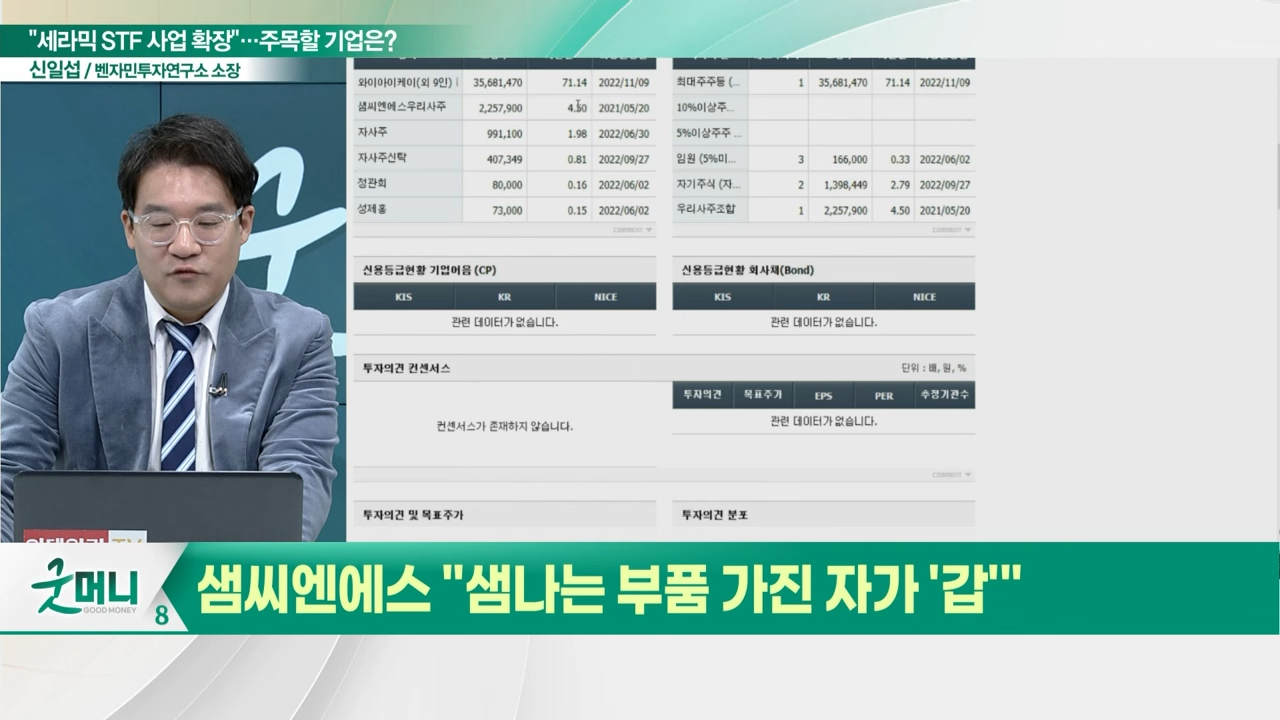 "세라믹 STF 사업 확장"…주목할 기업은?
신일섭 / 벤자민투자연구소 소장
와이아이케이(외 9인) 35,681,470 71.14 2022/11/09
샘씨엔에스우리사주 2,257,900 4.50 2021/05/20
자사주 991,100 1.98 2022/06/30
자사주신탁 407,349 0.81 2022/09/27
정관희 80,000 0.16 2022/06/02
성제홍 73,000 0.15 2022/06/02
COMMENT
최대주주등 (... 1 35,681,470 71.14 2022/11/09
10%이상주...
5%이상주주 ...
임원 (5%미... 3 166,000 0.33 2022/06/02
자기주식 (자... 2 1,398,449 2.79 2022/09/27
우리사주조합 1 2,257,900 4.50 2021/05/20
COMMENT
신용등급현황 기업어음 (CP)
KIS KR NICE
관련 데이터가 없습니다.
신용등급현황 회사채(Bond)
KIS KR NICE
관련 데이터가 없습니다.
투자의견 컨센서스 단위 : 배, 원, %
컨센서스가 존재하지 않습니다.
투자의견 목표주가 EPS PER 추정기관수
관련 데이터가 없습니다.
COMMENT
투자의견 및 목표주가
투자의견 분포
굿머니
GOOD MONEY
8
샘씨엔에스 "샘나는 부품 가진 자가 '갑'"